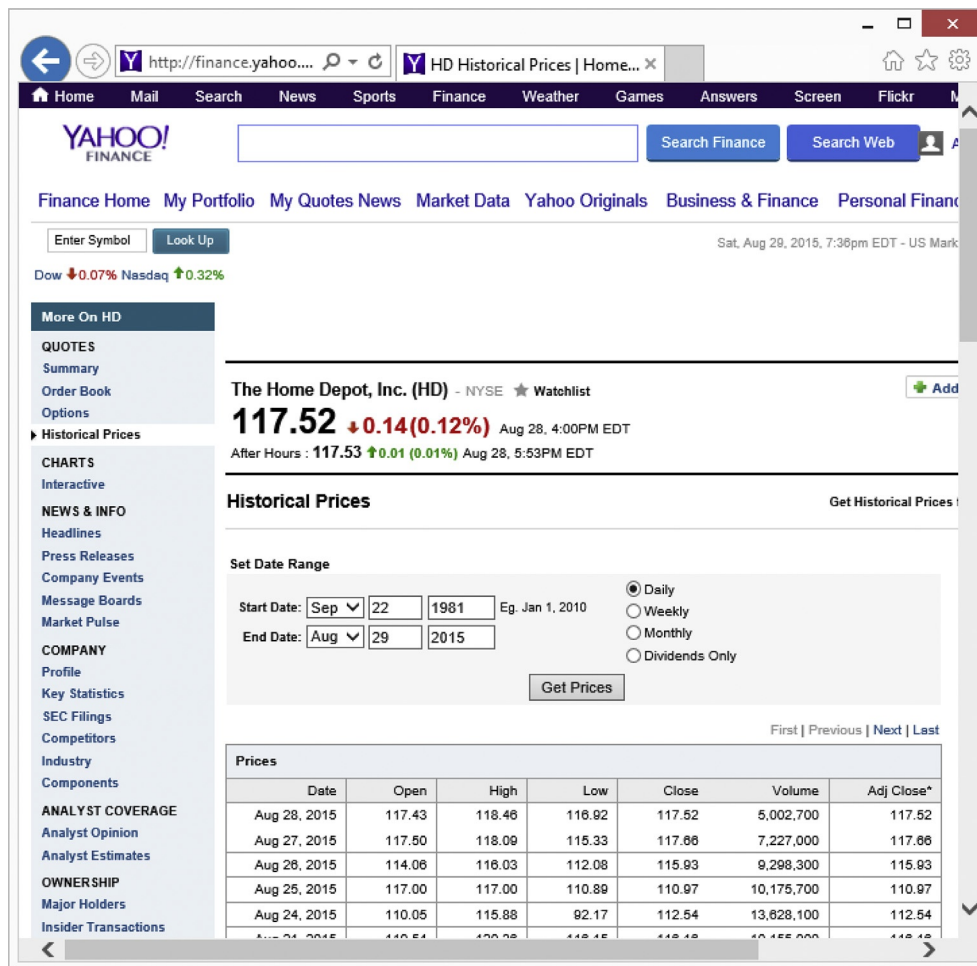 http://finance.yahoo.... HD Historical Prices | Home...
Home Mail Search News Sports Finance Weather Games Answers Screen Flickr M
YAHOO!
FINANCE
Search Finance Search Web A
Finance Home My Portfolio My Quotes News Market Data Yahoo Originals Business & Finance Personal Financ
Enter Symbol Look Up Sat, Aug 29, 2015, 7:36pm EDT - US Mark
Dow 0.07% Nasdaq 0.32%
More On HD
QUOTES
Summary
Order Book
Options
Historical Prices
CHARTS
Interactive
NEWS & INFO
Headlines
Press Releases
Company Events
Message Boards
Market Pulse
COMPANY
Profile
Key Statistics
SEC Filings
Competitors
Industry
Components
ANALYST COVERAGE
Analyst Opinion
Analyst Estimates
OWNERSHIP
Major Holders
Insider Transactions
The Home Depot, Inc. (HD) - NYSE Watchlist Add
117.52 0.14(0.12%) Aug 28, 4:00PM EDT
After Hours : 117.53 0.01 (0.01%) Aug 28, 5:53PM EDT
Historical Prices Get Historical Prices
Set Date Range
Start Date: Sep 22 1981 Eg. Jan 1, 2010
End Date: Aug 29 2015
Daily
Weekly
Monthly
Dividends Only
Get Prices
First | Previous | Next | Last
Prices
Date Open High Low Close Volume Adj Close*
Aug 28, 2015 117.43 118.46 116.92 117.52 5,002,700 117.52
Aug 27, 2015 117.50 118.09 115.33 117.66 7,227,000 117.66
Aug 26, 2015 114.06 116.03 112.08 115.93 9,298,300 115.93
Aug 25, 2015 117.00 117.00 110.89 110.97 10,175,700 110.97
Aug 24, 2015 110.05 115.88 92.17 112.54 13,628,100 112.54